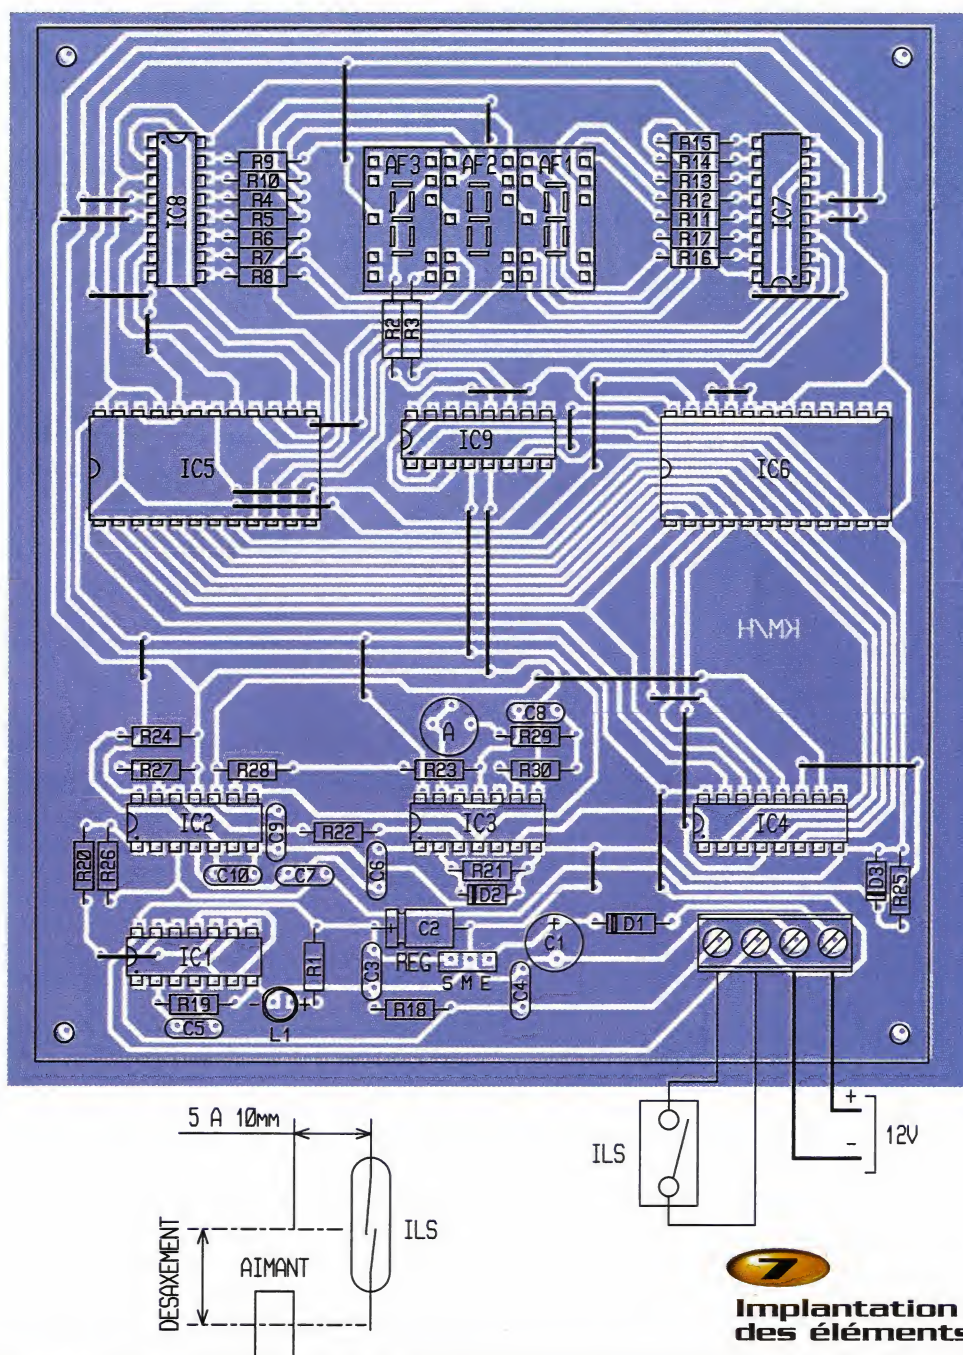 R9
R10
R4
R5
R6
R7
R8
IC8
AF3
AF2
AF1
R15
R14
R13
R12
R11
R17
R16
IC7
R2
R3
IC5
IC9
IC6
KM/H
R24
R27
R28
A
C8
R29
R23
R30
IC2
C9
R22
IC3
IC4
R20
R26
C10
C7
C6
R21
D2
D3
R25
IC1
R1
+
C2
REG
S M E
+
C1
D1
C3
C4
R19
C5
-
+
L1
R18
5 A 10MM
ILS
DESAXEMENT
AIMANT
ILS
+
-
12V
7
Implantation
des éléments